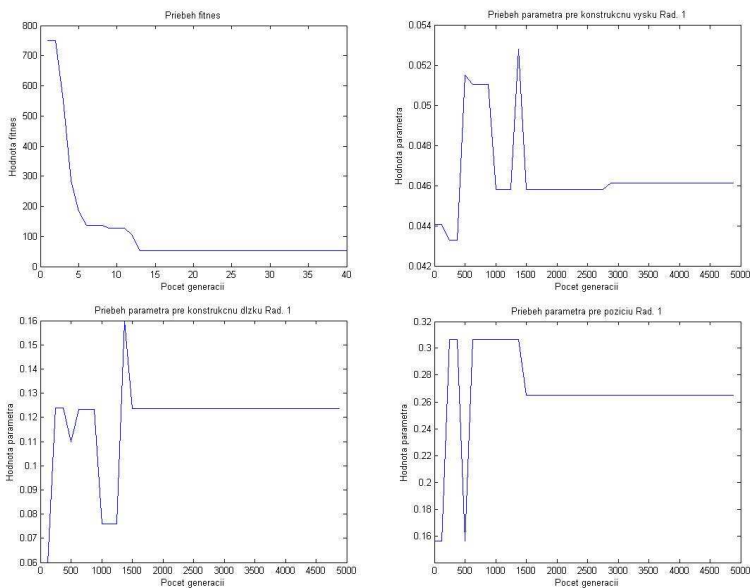 Priebeh fitnes
800
700
600
500
400
300
200
100
0
Hodnota fitnes
0 5 10 15 20 25 30 35 40
Pocet generacii
Priebeh parametra pre konstrukcnu vysku Rad. 1
0.054
0.052
0.05
0.048
0.046
0.044
0.042
Hodnota parametra
0 500 1000 1500 2000 2500 3000 3500 4000 4500 5000
Pocet generacii
Priebeh parametra pre konstrukcnu dlzku Rad. 1
0.16
0.15
0.14
0.13
0.12
0.11
0.1
0.09
0.08
0.07
0.06
Hodnota parametra
0 500 1000 1500 2000 2500 3000 3500 4000 4500 5000
Pocet generacii
Priebeh parametra pre poziciu Rad. 1
0.32
0.3
0.28
0.26
0.24
0.22
0.2
0.18
0.16
Hodnota parametra
0 500 1000 1500 2000 2500 3000 3500 4000 4500 5000
Pocet generacii